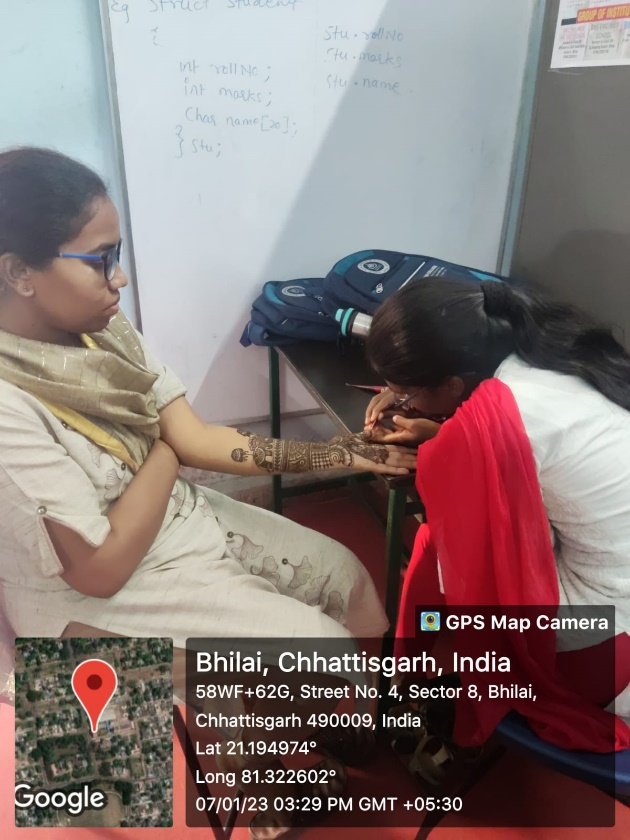 Eg Struct Student
{
int rollNo;
int marks;
Char name[20];
} Stu;
Stu.rollNo
Stu.marks
Stu.name
GROUP OF INSTITU
GPS Map Camera
Bhilai, Chhattisgarh, India
58WF+62G, Street No. 4, Sector 8, Bhilai,
Chhattisgarh 490009, India
Lat 21.194974°
Long 81.322602°
07/01/23 03:29 PM GMT +05:30
Google